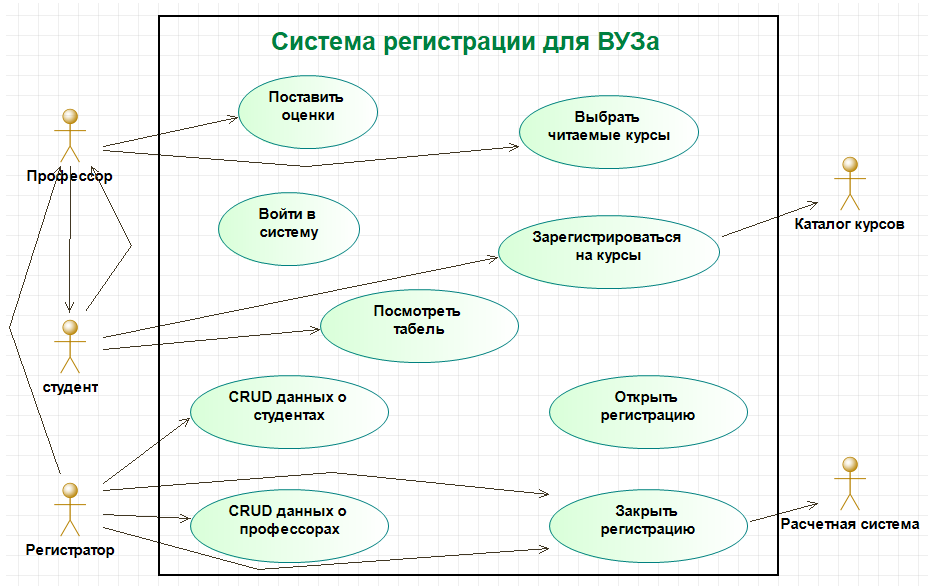 Система регистрации для ВУЗа
Поставить
оценки
Выбрать
читаемые курсы
Профессор
Войти в
систему
Зарегистрироваться
на курсы
Каталог курсов
Посмотреть
табель
студент
CRUD данных о
студентах
Открыть
регистрацию
CRUD данных о
профессорах
Закрыть
регистрацию
Регистратор
Расчетная система